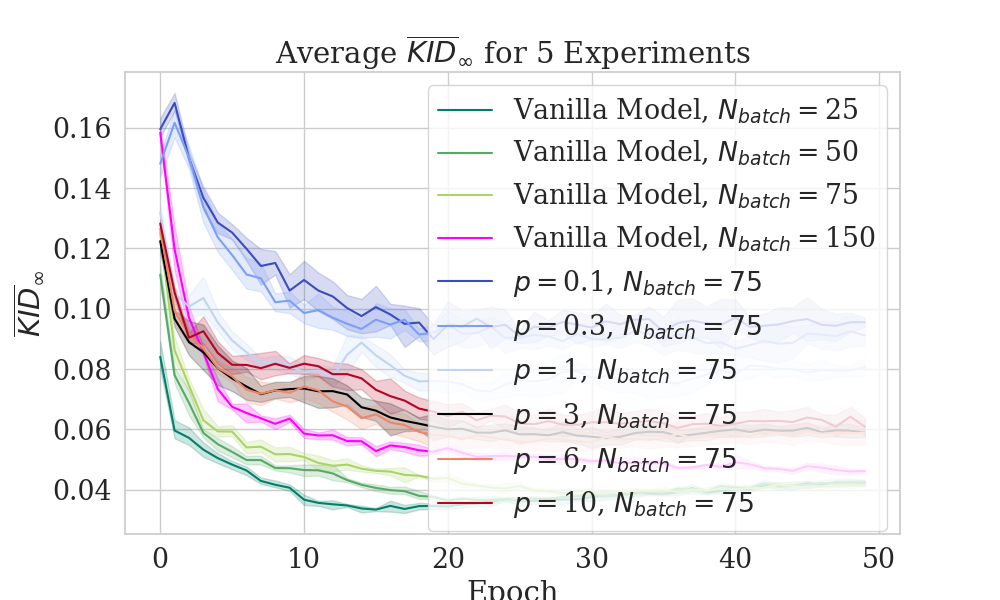 Average $\overline{KID}_\infty$ for 5 Experiments
$\overline{KID}_\infty$
0.16
0.14
0.12
0.10
0.08
0.06
0.04
Vanilla Model, $N_{batch} = 25$
Vanilla Model, $N_{batch} = 50$
Vanilla Model, $N_{batch} = 75$
Vanilla Model, $N_{batch} = 150$
$p = 0.1$, $N_{batch} = 75$
$p = 0.3$, $N_{batch} = 75$
$p = 1$, $N_{batch} = 75$
$p = 3$, $N_{batch} = 75$
$p = 6$, $N_{batch} = 75$
$p = 10$, $N_{batch} = 75$
0 10 20 30 40 50
Epoch